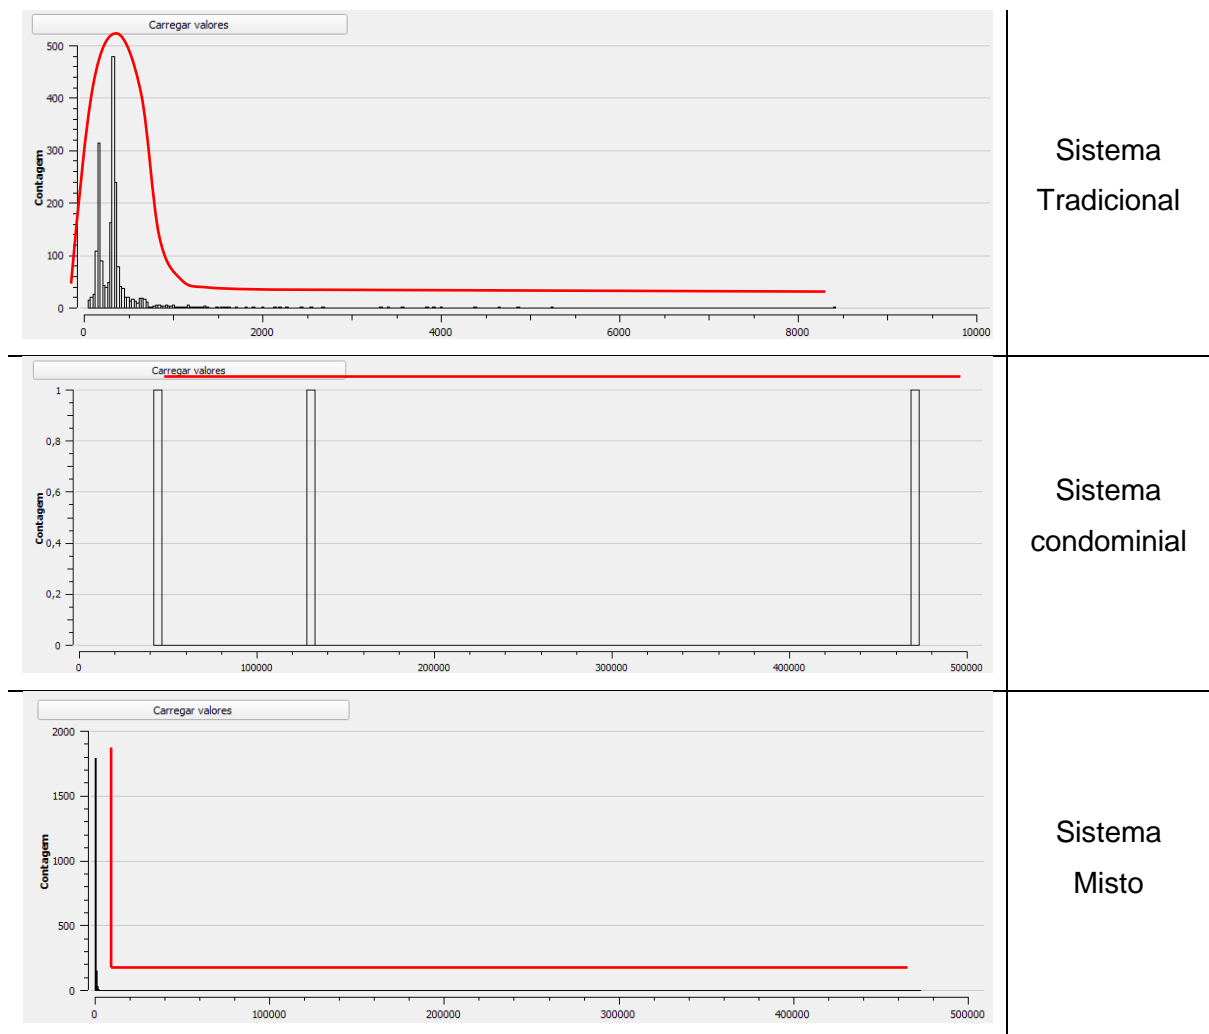 Carregar valores
500
400
300
200
100
0
Contagem
0 2000 4000 6000 8000 10000
Sistema
Tradicional
Carregar valores
1
0,8
0,6
0,4
0,2
0
Contagem
0 100000 200000 300000 400000 500000
Sistema
condominial
Carregar valores
2000
1500
1000
500
0
Contagem
0 100000 200000 300000 400000 500000
Sistema
Misto